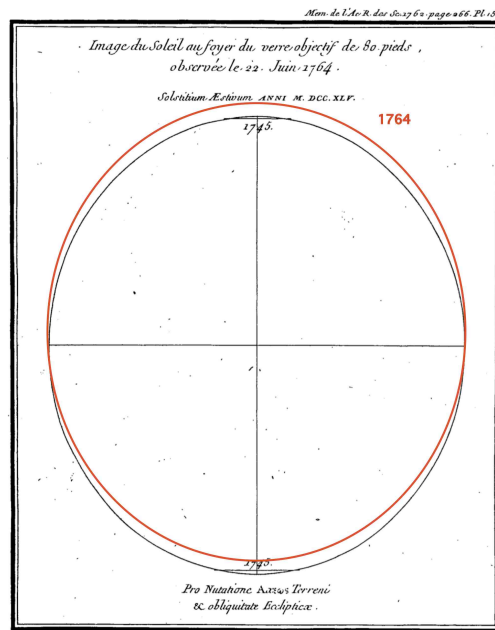 Mem. de l'Ac. R. des Sc. 1762. page 266. Pl. 15
Image du Soleil au foyer du verre objectif de 80. pieds,
observée le 22. Juin 1764.
Solstitium Æstivum ANNI M. DCC. XLV.
1764
1745.
1745.
Pro Nutatione Axεως Terreni
& obliquitate Eclipticæ.